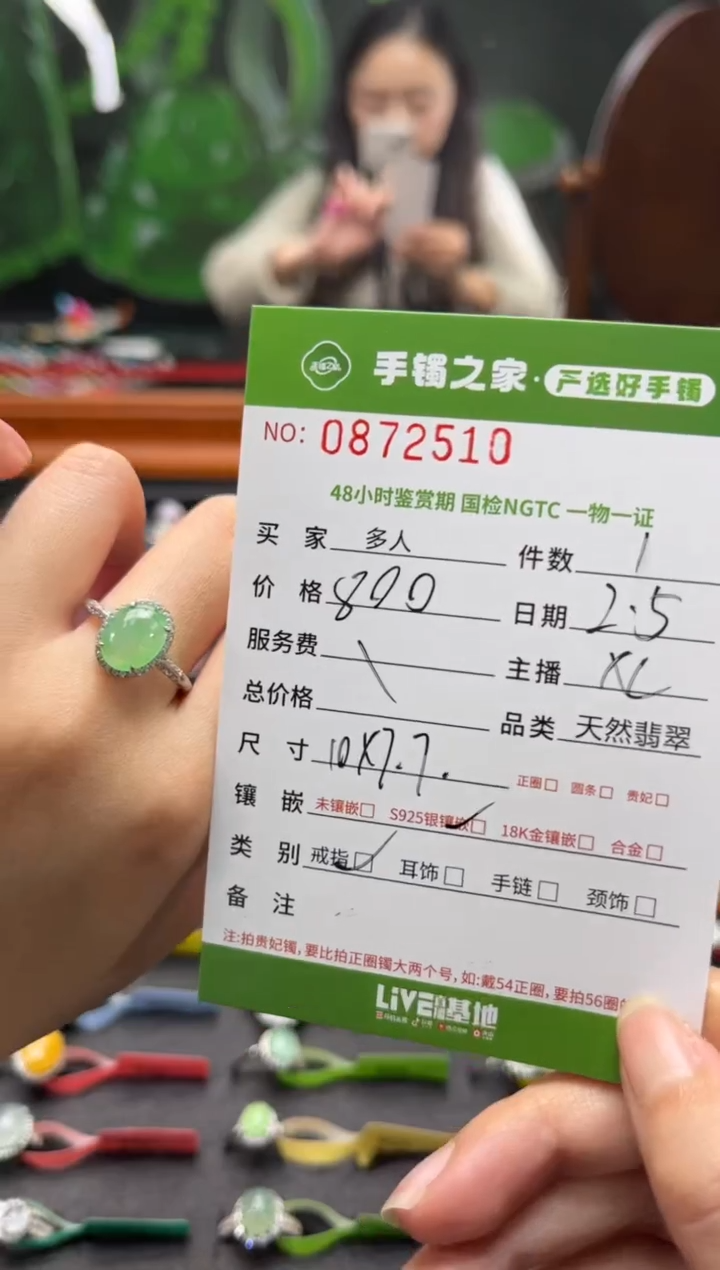 手镯之家·严选好手镯
NO: 0872510
48小时鉴赏期 国检NGTC 一物一证
买家 多人 件数 1
价格 800 日期 2.5
服务费 \ 主播 XL
总价格 品类 天然翡翠
尺寸 10X7.7. 正圈□ 圆条□ 贵妃□
镶嵌 未镶嵌□ S925银镶嵌☑ 18K金镶嵌□ 合金□
类别 戒指☑ 耳饰□ 手链□ 颈饰□
备注
注:拍贵妃镯,要比拍正圈镯大两个号,如:戴54正圈,要拍56圈
LiVE 基地